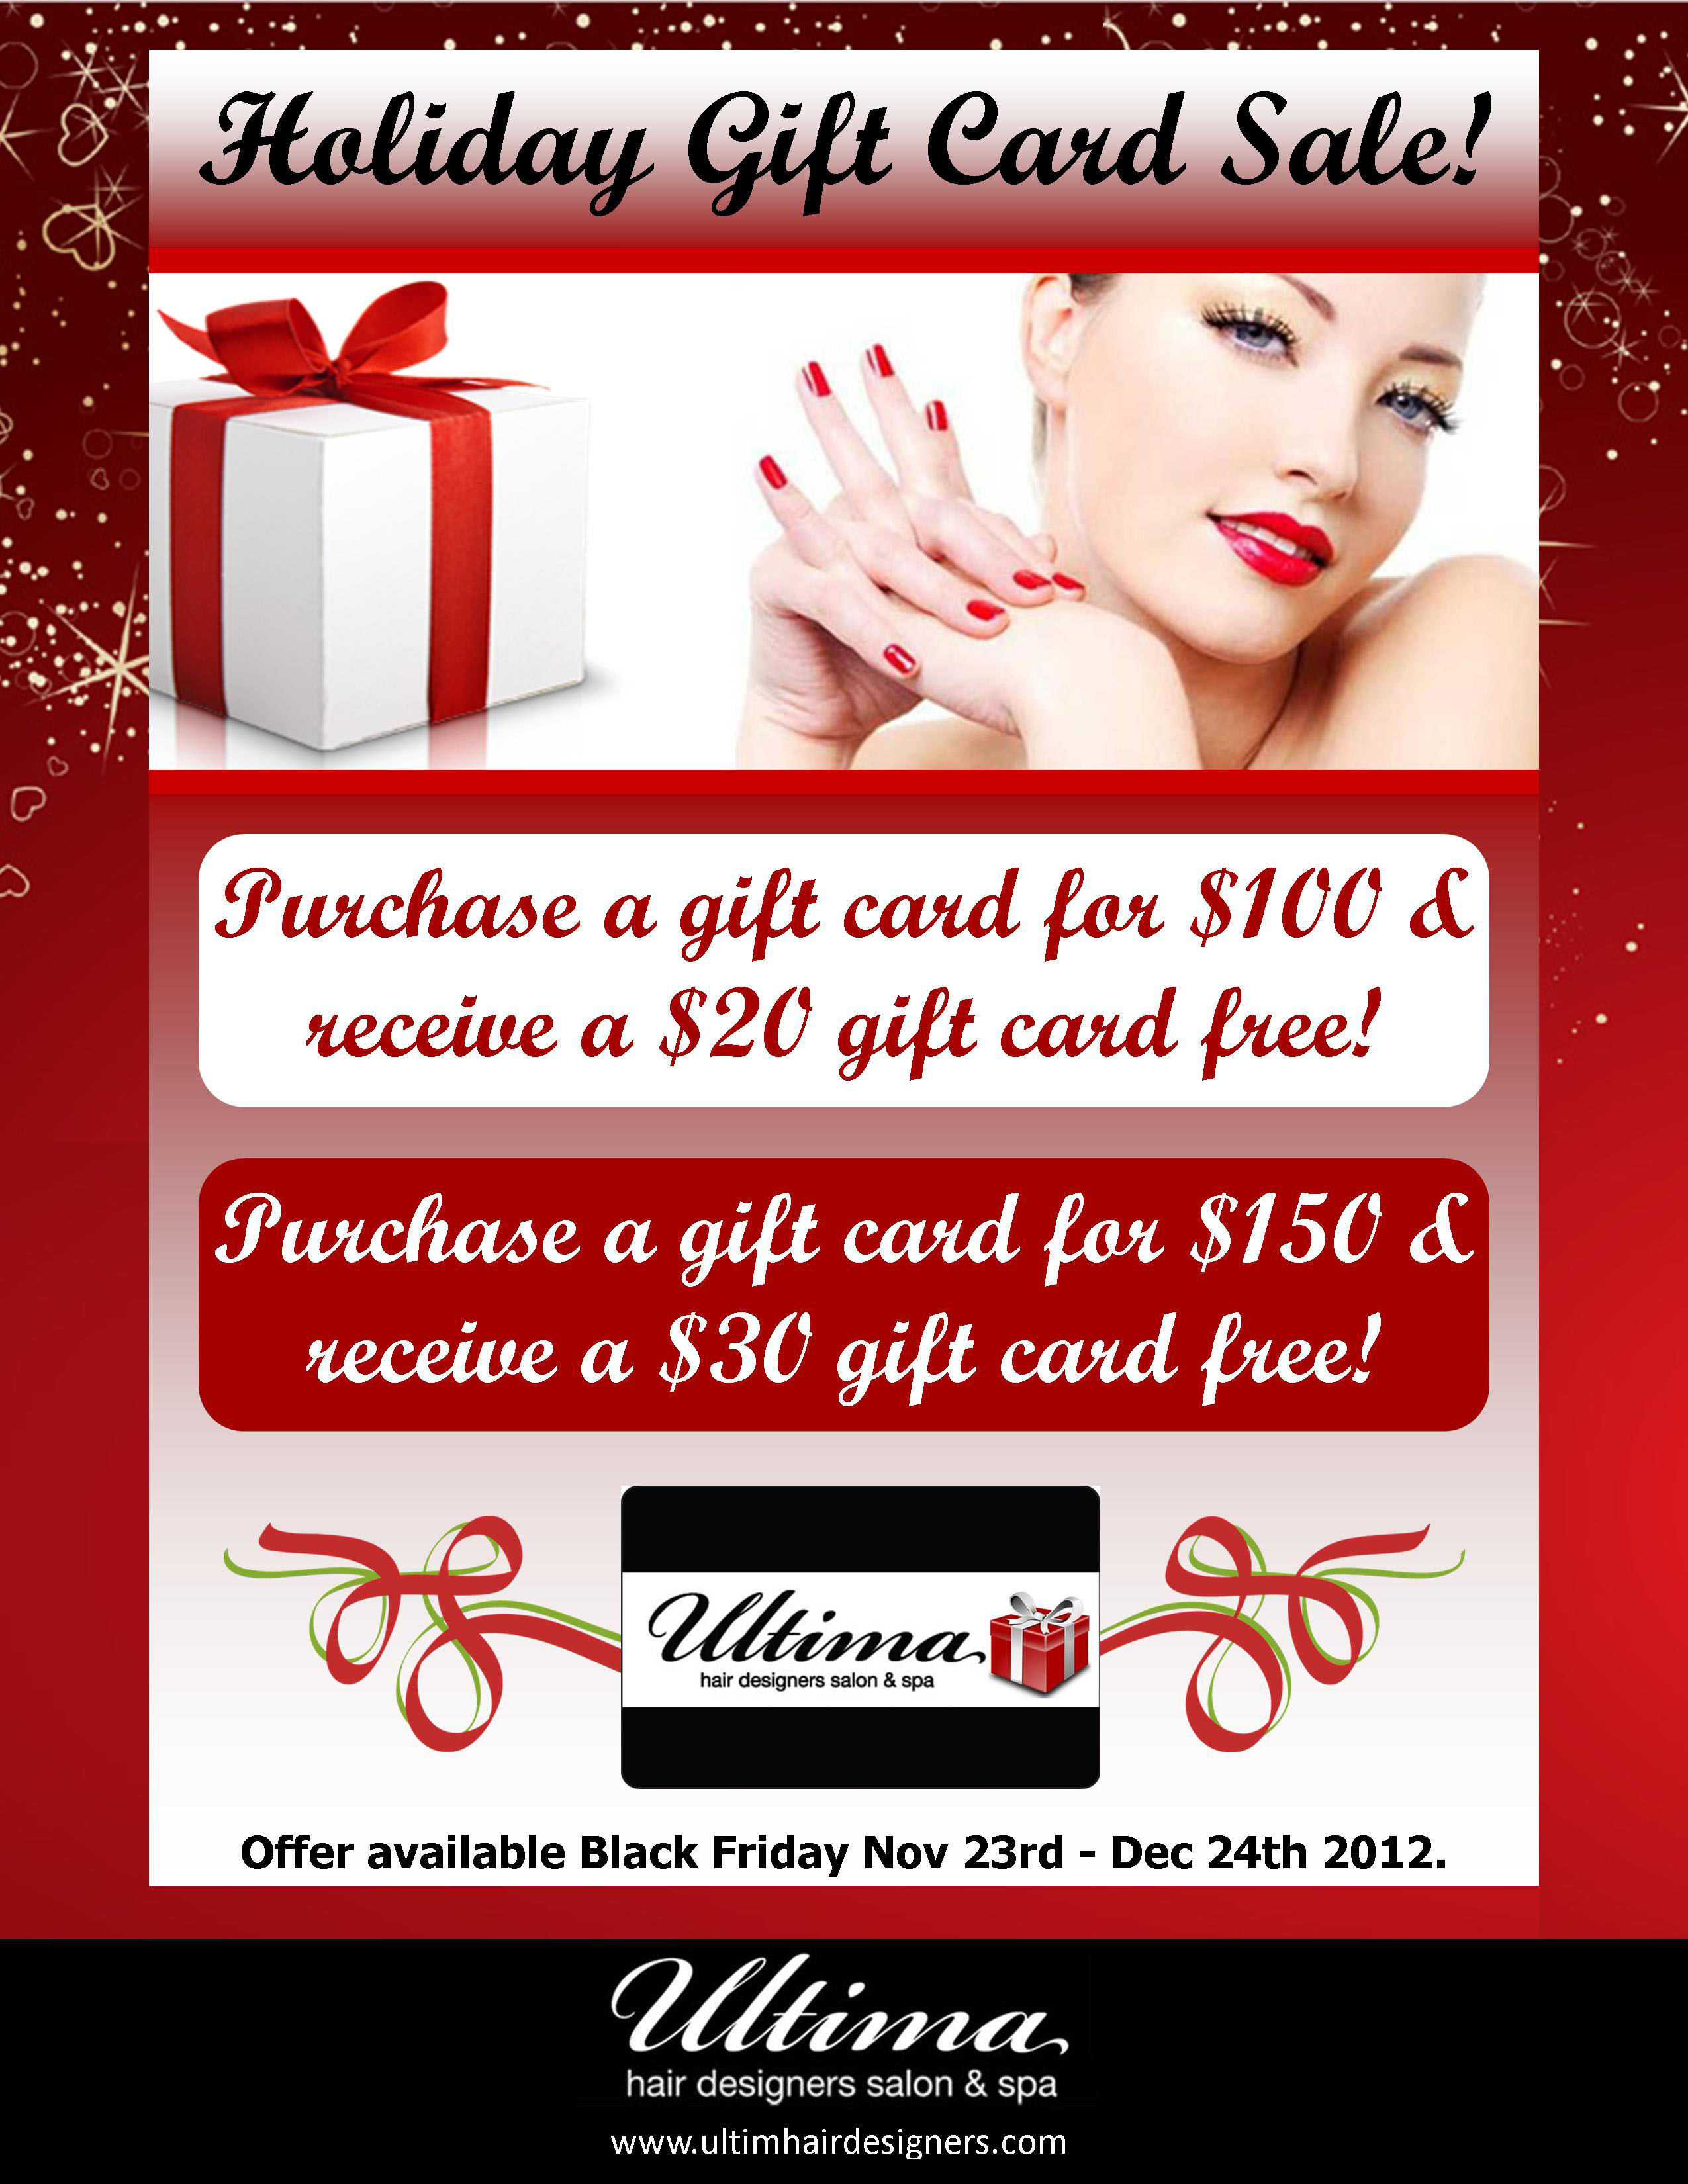 Holiday Gift Card Sale!
Purchase a gift card for $100 &
receive a $20 gift card free!
Purchase a gift card for $150 &
receive a $30 gift card free!
Ultima
hair designers salon & spa
Offer available Black Friday Nov 23rd - Dec 24th 2012.
Ultima
hair designers salon & spa
www.ultimhairdesigners.com